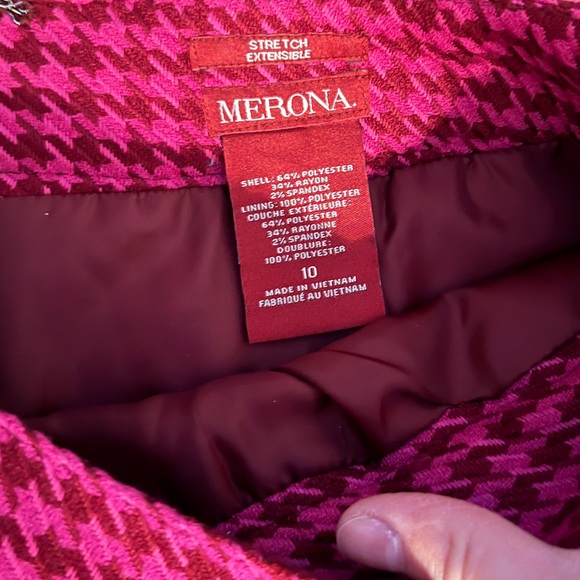 STRETCH
EXTENSIBLE
MERONA.
SHELL: 64% POLYESTER
34% RAYON
2% SPANDEX
LINING: 100% POLYESTER
COUCHE EXTÉRIEURE:
64% POLYESTER
34% RAYONNE
2% SPANDEX
DOUBLURE:
100% POLYESTER
10
MADE IN VIETNAM
FABRIQUÉ AU VIETNAM